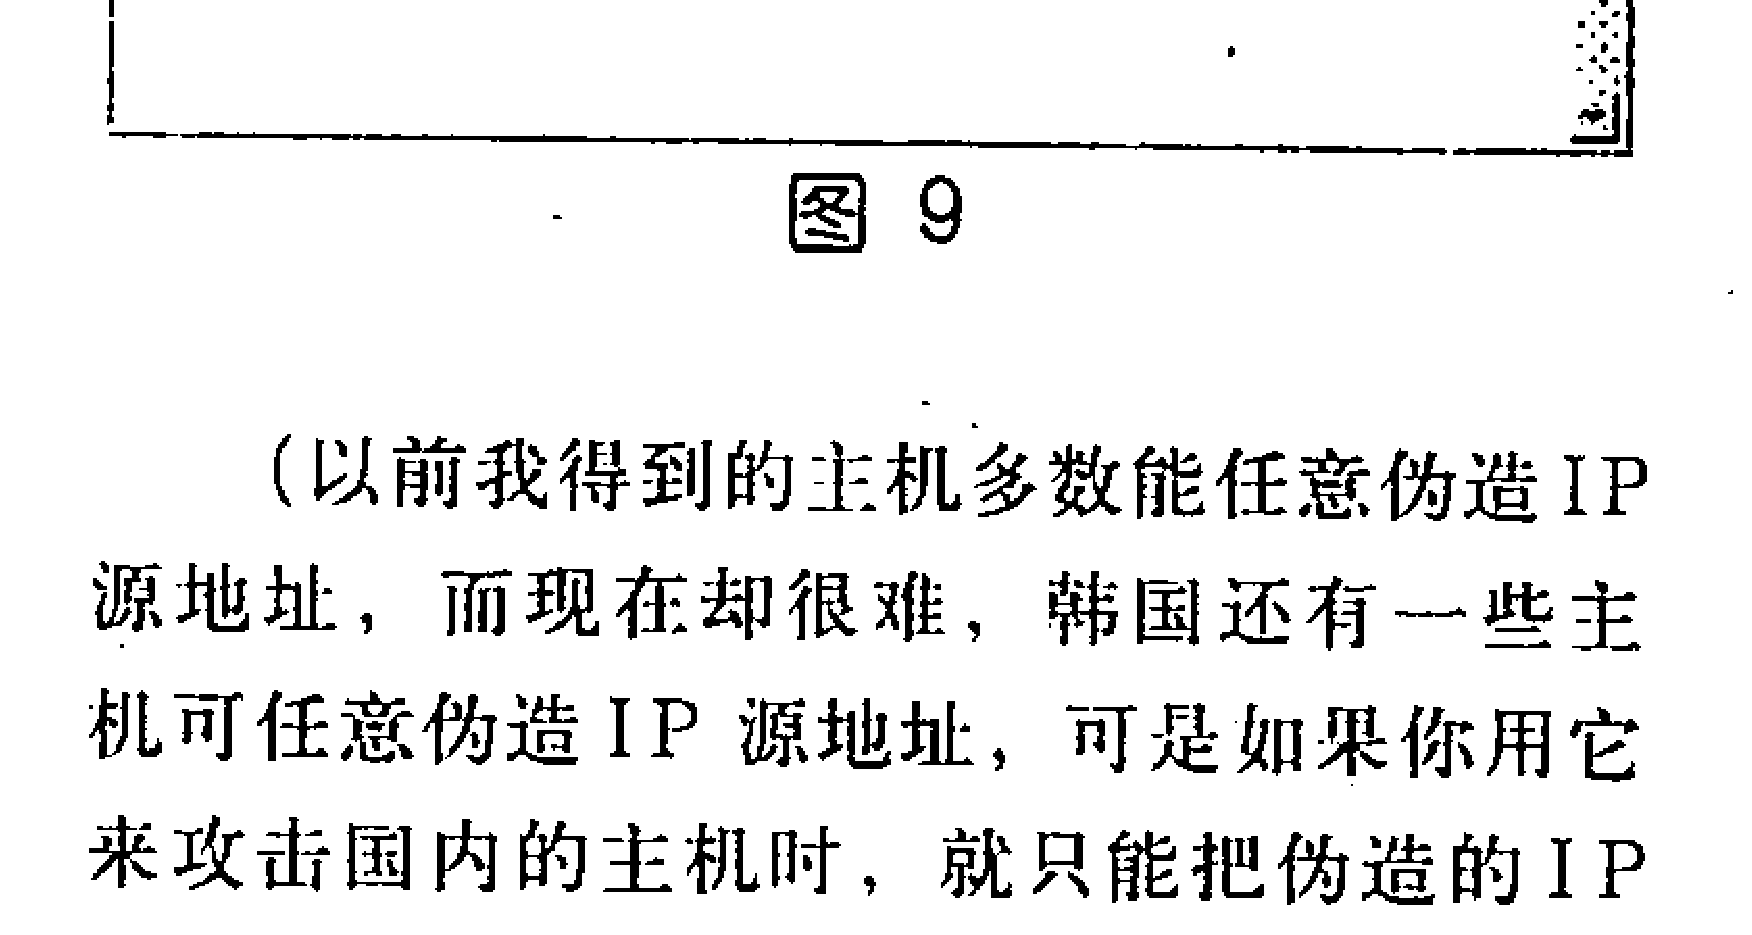 图 9
（以前我得到的主机多数能任意伪造IP
源地址，而现在却很难，韩国还有一些主
机可任意伪造IP 源地址，可是如果你用它
来攻击国内的主机时，就只能把伪造的IP